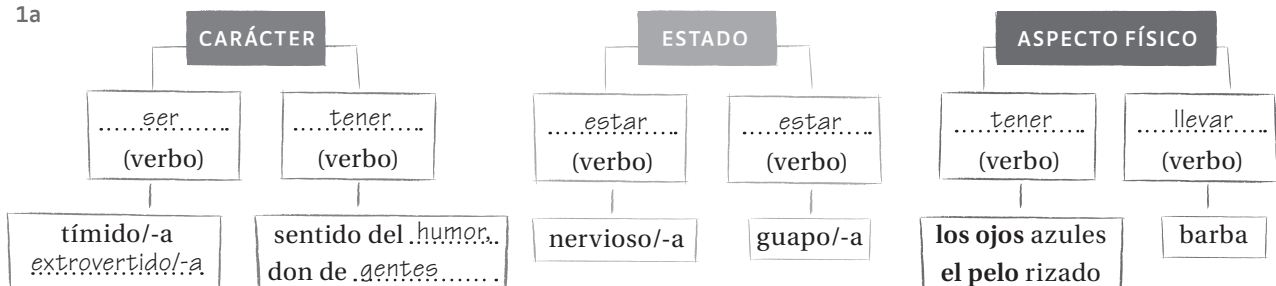 1a
CARÁCTER
ESTADO
ASPECTO FÍSICO
ser
(verbo)
tener
(verbo)
estar
(verbo)
estar
(verbo)
tener
(verbo)
llevar
(verbo)
tímido/-a
extrovertido/-a
sentido del humor,
don de gentes
nervioso/-a
guapo/-a
los ojos azules
el pelo rizado
barba